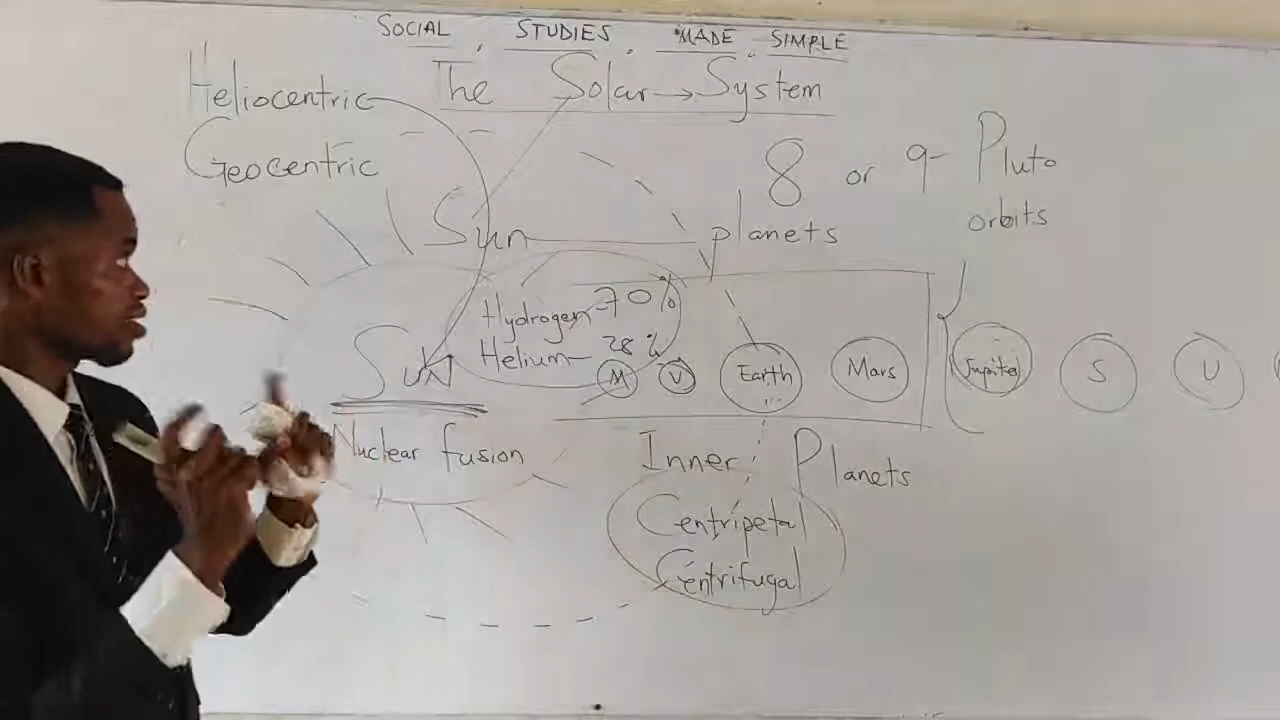 SOCIAL . STUDIES . MADE . SIMPLE
The Solar → System
Heliocentric
Geocentric
8 or 9 - Pluto
planets orbits
Sun
Hydrogen - 70%
Helium - 28%
Sun
M V Earth Mars Jupiter S U
Nuclear fusion
Inner Planets
Centripetal
Centrifugal